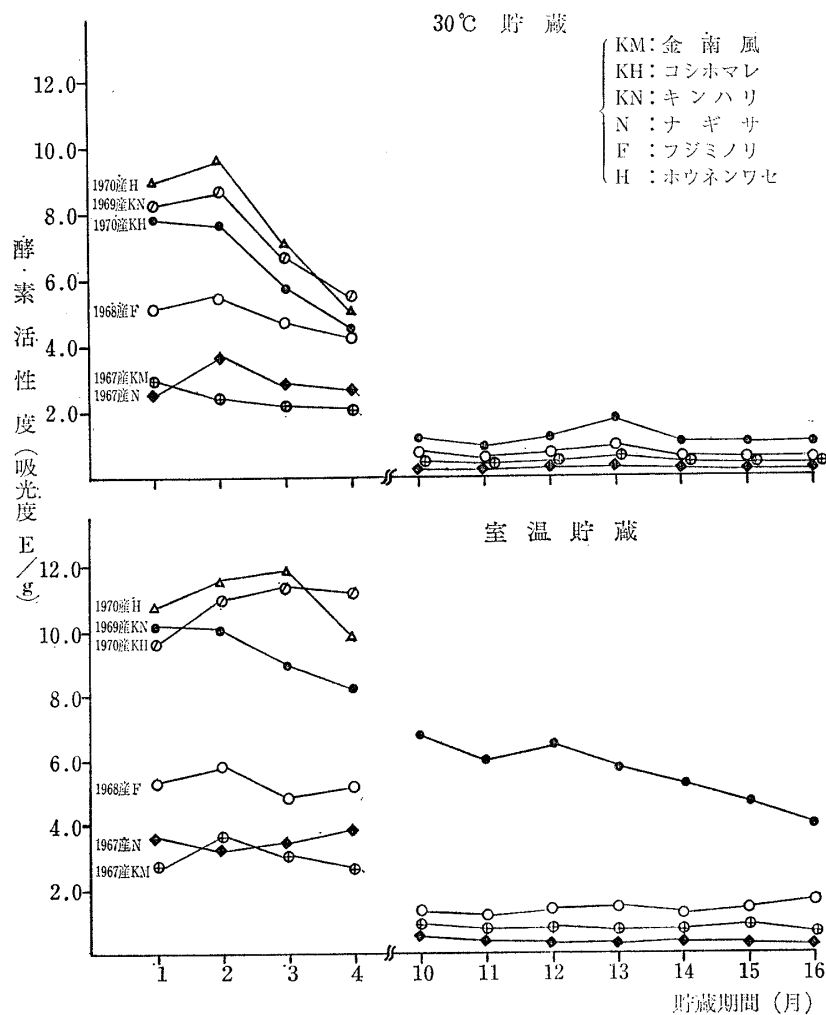 30℃ 貯蔵
KM:金南風
KH:コシホマレ
KN:キンハリ
N:ナギサ
F:フジミノリ
H:ホウネンワセ
酵素活性度(吸光度E/g)
12.0
10.0
8.0
6.0
4.0
2.0
1970産H
1969産KN
1970産KH
1968産F
1967産KM
1967産N
室温貯蔵
12.0
10.0
8.0
6.0
4.0
2.0
1970産H
1969産KN
1970産KH
1968産F
1967産N
1967産KM
1 2 3 4 10 11 12 13 14 15 16
貯蔵期間(月)